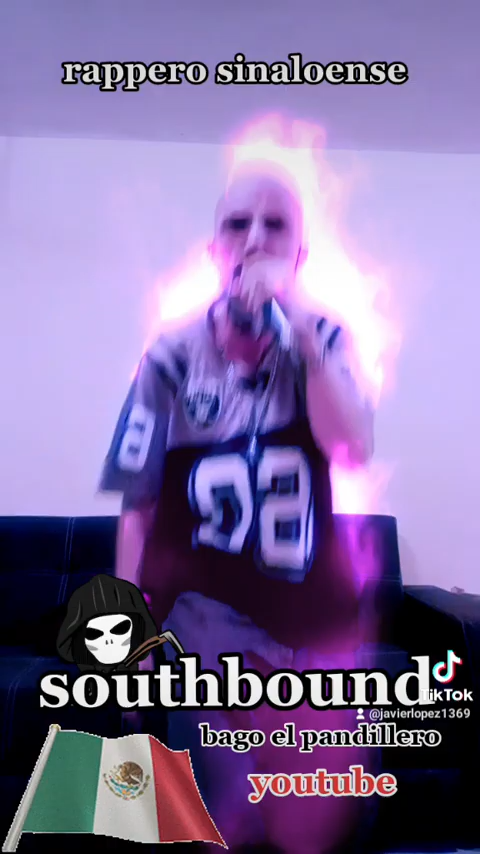 rappero sinaloense
southbound
TikTok
@javierlopez1369
bago el pandillero
youtube